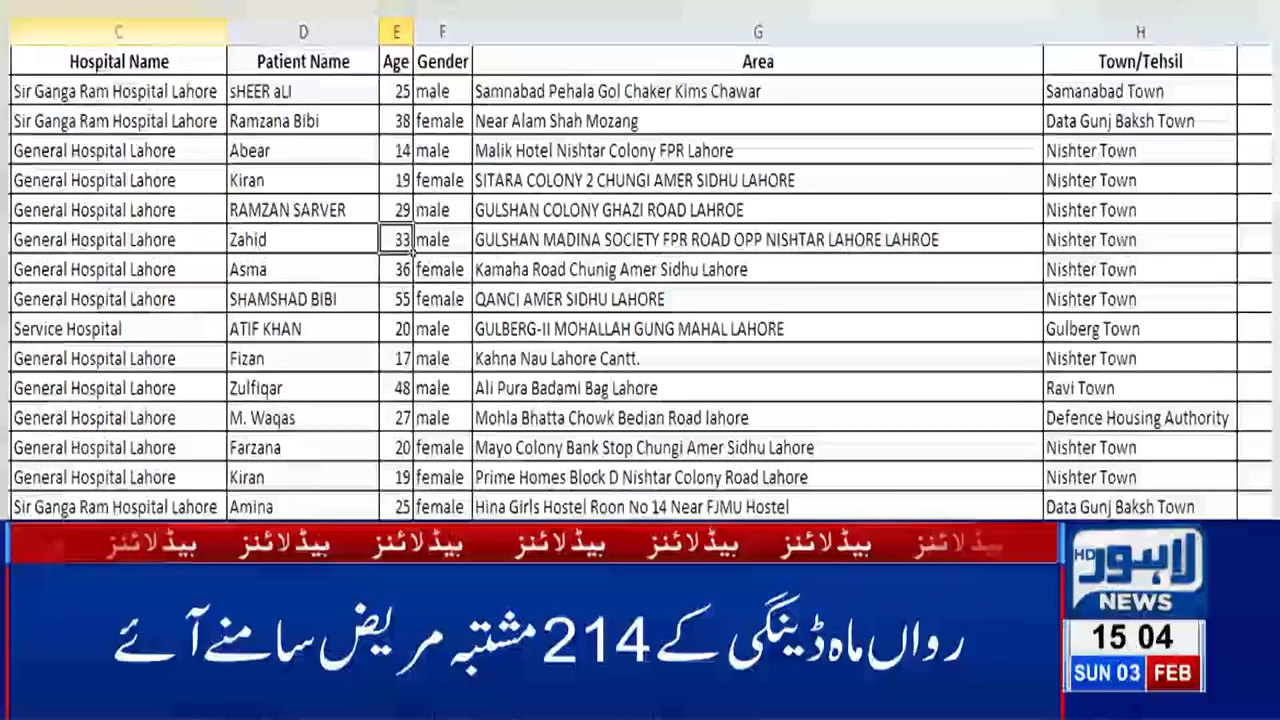 C D E F G H
Hospital Name Patient Name Age Gender Area Town/Tehsil
Sir Ganga Ram Hospital Lahore sHEER aLI 25 male Samnabad Pehala Gol Chaker Kims Chawar Samanabad Town
Sir Ganga Ram Hospital Lahore Ramzana Bibi 38 female Near Alam Shah Mozang Data Gunj Baksh Town
General Hospital Lahore Abear 14 male Malik Hotel Nishtar Colony FPR Lahore Nishter Town
General Hospital Lahore Kiran 19 female SITARA COLONY 2 CHUNGI AMER SIDHU LAHORE Nishter Town
General Hospital Lahore RAMZAN SARVER 29 male GULSHAN COLONY GHAZI ROAD LAHROE Nishter Town
General Hospital Lahore Zahid 33 male GULSHAN MADINA SOCIETY FPR ROAD OPP NISHTAR LAHORE LAHROE Nishter Town
General Hospital Lahore Asma 36 female Kamaha Road Chunig Amer Sidhu Lahore Nishter Town
General Hospital Lahore SHAMSHAD BIBI 55 female QANCI AMER SIDHU LAHORE Nishter Town
Service Hospital ATIF KHAN 20 male GULBERG-II MOHALLAH GUNG MAHAL LAHORE Gulberg Town
General Hospital Lahore Fizan 17 male Kahna Nau Lahore Cantt. Nishter Town
General Hospital Lahore Zulfiqar 48 male Ali Pura Badami Bag Lahore Ravi Town
General Hospital Lahore M. Waqas 27 male Mohla Bhatta Chowk Bedian Road lahore Defence Housing Authority
General Hospital Lahore Farzana 20 female Mayo Colony Bank Stop Chungi Amer Sidhu Lahore Nishter Town
General Hospital Lahore Kiran 19 female Prime Homes Block D Nishtar Colony Road Lahore Nishter Town
Sir Ganga Ram Hospital Lahore Amina 25 female Hina Girls Hostel Roon No 14 Near FJMU Hostel Data Gunj Baksh Town
ہیڈلائنز ہیڈلائنز ہیڈلائنز ہیڈلائنز ہیڈلائنز ہیڈلائنز ہیڈلائنز
رواں ماہ ڈینگی کے 214 مشتبہ مریض سامنے آئے
لاہور HD
NEWS
15 04
SUN 03 FEB